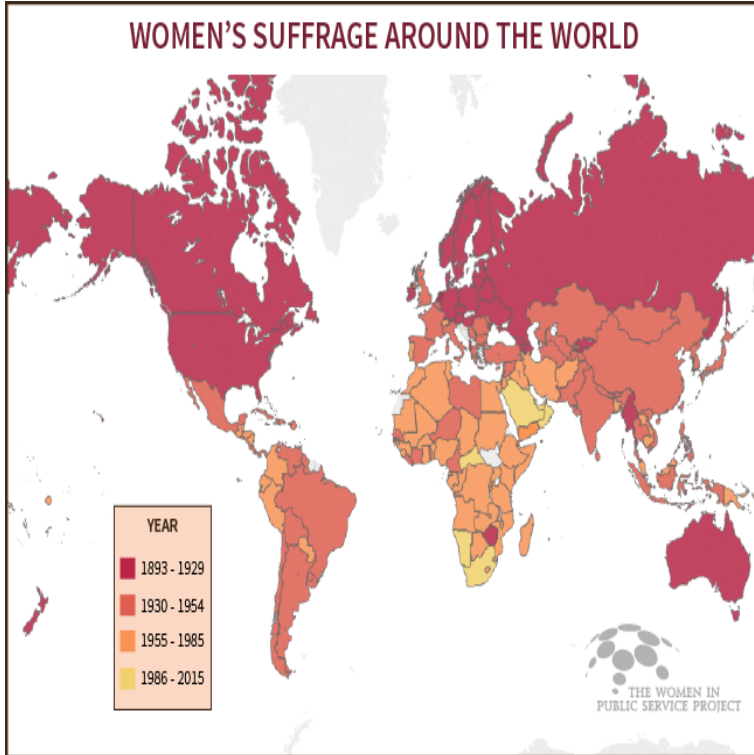 WOMEN'S SUFFRAGE AROUND THE WORLD
YEAR
1893 - 1929
1930 - 1954
1955 - 1985
1986 - 2015
THE WOMEN IN
PUBLIC SERVICE PROJECT